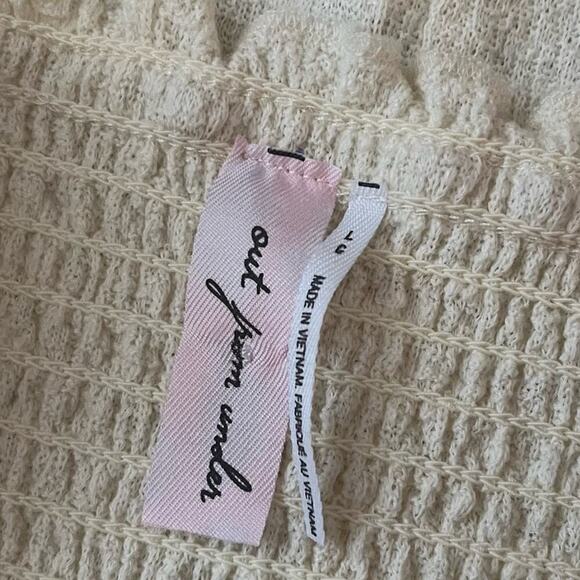 out from under
MADE IN VIETNAM. FABRIQUÉ AU VIETNAM